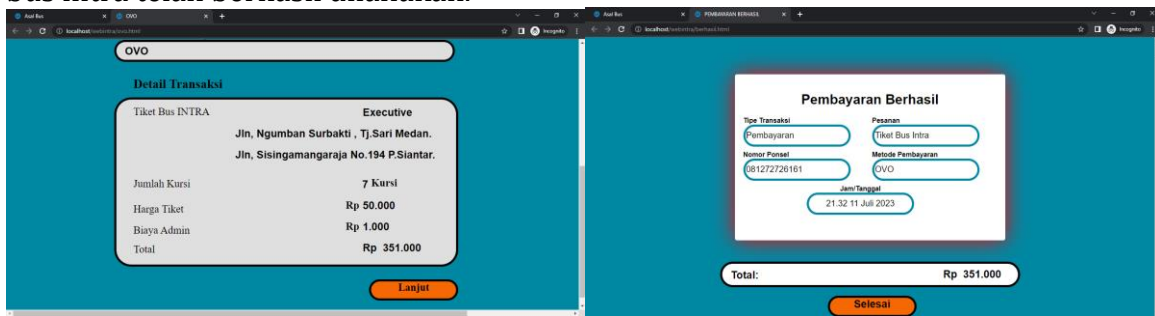 bus intra telah berhasil dilakukan.
Asal Bus
OVO
localhost/webintra/ovo.html
Incognito
OVO
Detail Transaksi
Tiket Bus INTRA Executive
Jln, Ngumban Surbakti , Tj.Sari Medan.
Jln, Sisingamangaraja No.194 P.Siantar.
Jumlah Kursi 7 Kursi
Harga Tiket Rp 50.000
Biaya Admin Rp 1.000
Total Rp 351.000
Lanjut
Asal Bus
PEMBAYARAN BERHASIL
localhost/webintra/berhasil.html
Incognito
Pembayaran Berhasil
Tipe Transaksi Pesanan
Pembayaran Tiket Bus Intra
Nomor Ponsel Metode Pembayaran
081272726161 OVO
Jam/Tanggal
21.32 11 Juli 2023
Total: Rp 351.000
Selesai